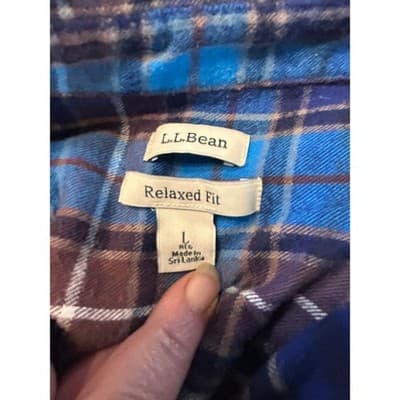 L.L.Bean
Relaxed Fit
L
REG
Made in
Sri Lanka